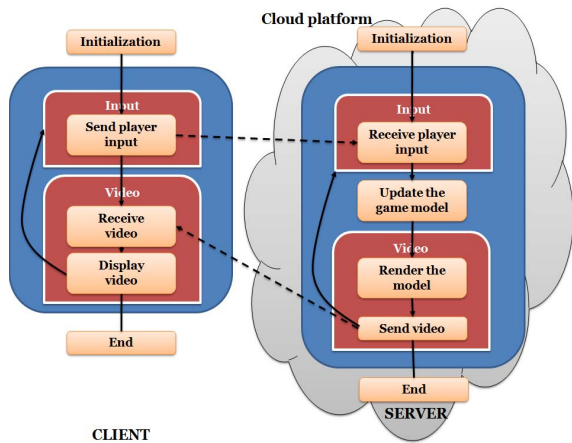 Cloud platform
Initialization
Input
Send player
input
Video
Receive
video
Display
video
End
CLIENT
Initialization
Input
Receive player
input
Update the
game model
Video
Render the
model
Send video
End
SERVER